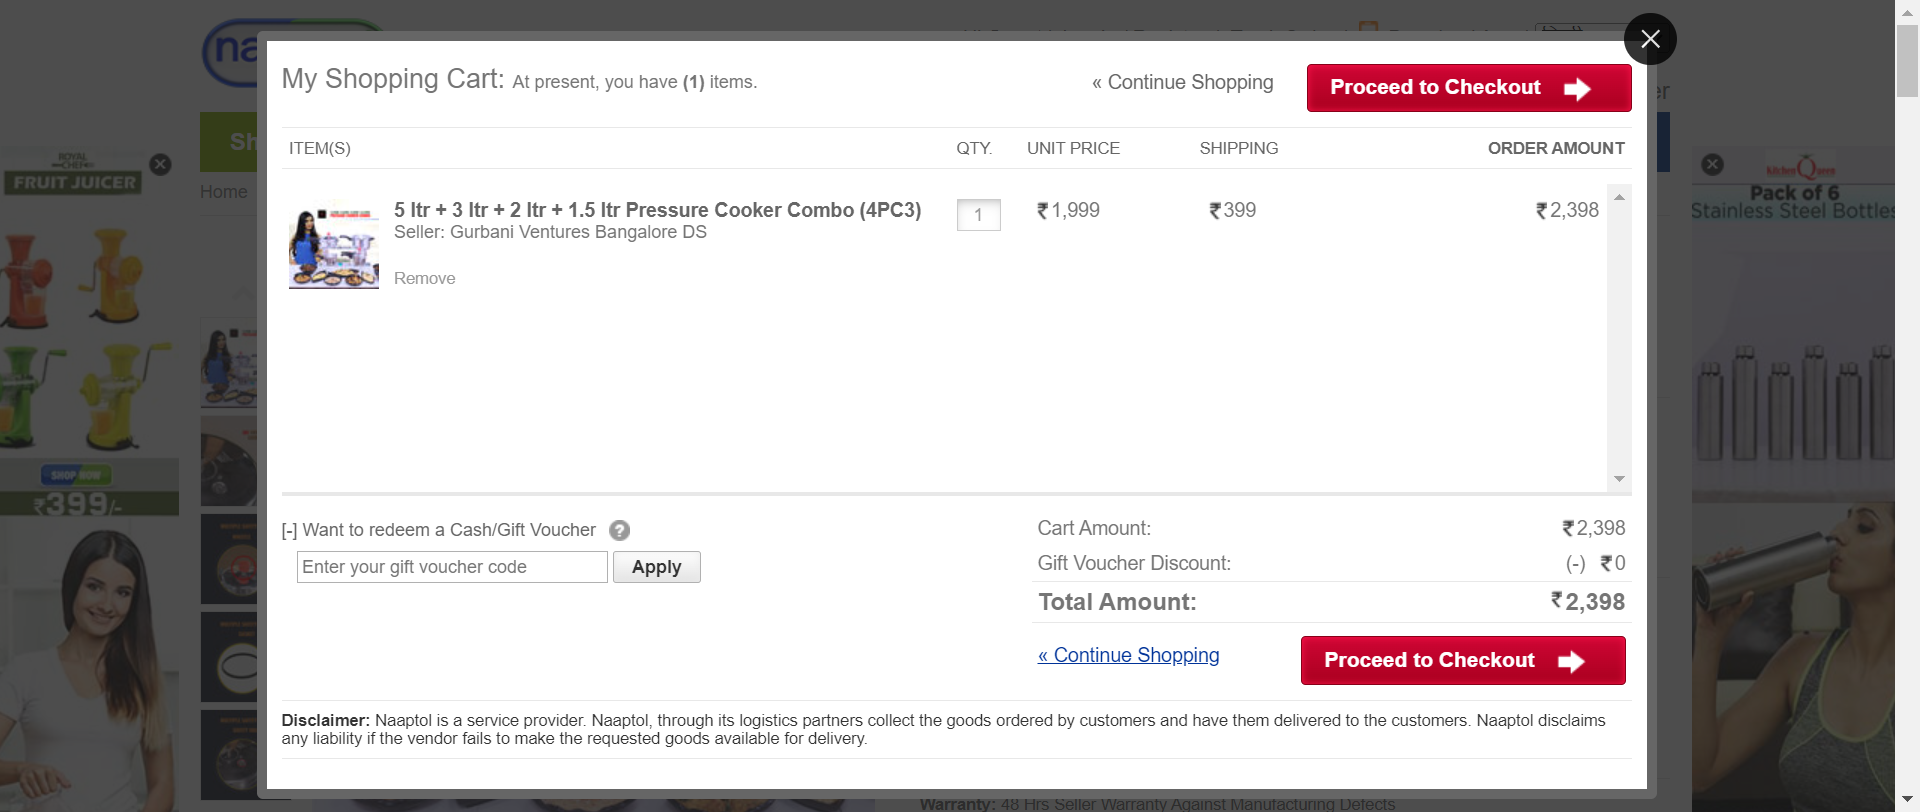 My Shopping Cart: At present, you have (1) items.
« Continue Shopping
Proceed to Checkout
ITEM(S) QTY. UNIT PRICE SHIPPING ORDER AMOUNT
5 ltr + 3 ltr + 2 ltr + 1.5 ltr Pressure Cooker Combo (4PC3) 1 ₹1,999 ₹399 ₹2,398
Seller: Gurbani Ventures Bangalore DS
Remove
[-] Want to redeem a Cash/Gift Voucher ?
Enter your gift voucher code Apply
Cart Amount: ₹2,398
Gift Voucher Discount: (-) ₹0
Total Amount: ₹2,398
« Continue Shopping
Proceed to Checkout
Disclaimer: Naaptol is a service provider. Naaptol, through its logistics partners collect the goods ordered by customers and have them delivered to the customers. Naaptol disclaims
any liability if the vendor fails to make the requested goods available for delivery.
Home
ROYAL
CHEF
FRUIT JUICER
SHOP NOW
₹399/-
Kitchen Queen
Pack of 6
Stainless Steel Bottles
Warranty: 48 Hrs Seller Warranty Against Manufacturing Defects